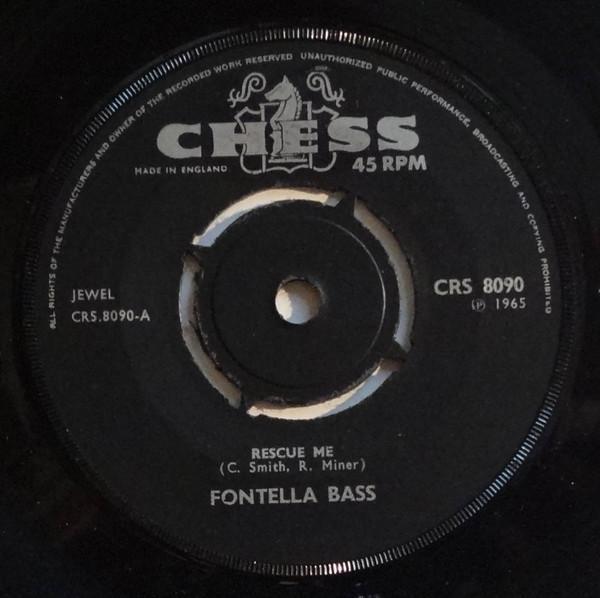 ALL RIGHTS OF THE MANUFACTURERS AND OWNER OF THE RECORDED WORK RESERVED UNAUTHORIZED PUBLIC PERFORMANCE, BROADCASTING AND COPYING PROHIBITED
CHESS
MADE IN ENGLAND
45 RPM
JEWEL
CRS.8090-A
CRS 8090
Ⓟ 1965
RESCUE ME
(C. Smith, R. Miner)
FONTELLA BASS